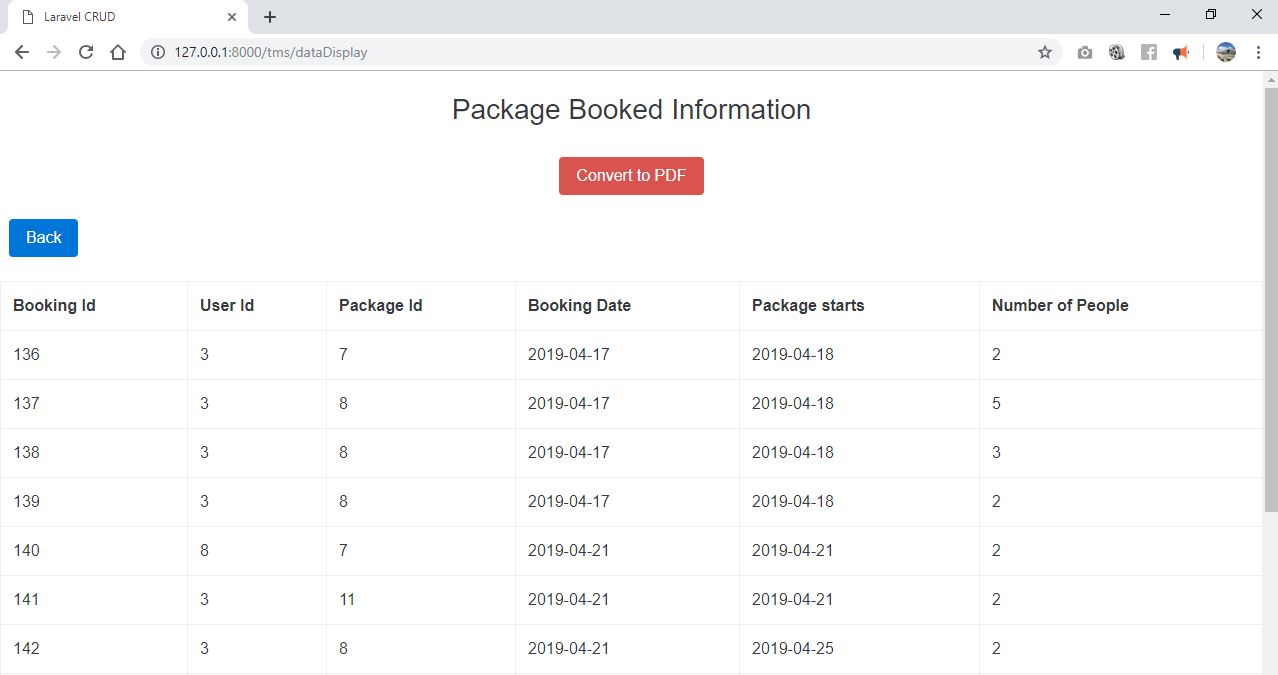 Laravel CRUD
127.0.0.1:8000/tms/dataDisplay
Package Booked Information
Convert to PDF
Back
Booking Id User Id Package Id Booking Date Package starts Number of People
136 3 7 2019-04-17 2019-04-18 2
137 3 8 2019-04-17 2019-04-18 5
138 3 8 2019-04-17 2019-04-18 3
139 3 8 2019-04-17 2019-04-18 2
140 8 7 2019-04-21 2019-04-21 2
141 3 11 2019-04-21 2019-04-21 2
142 3 8 2019-04-21 2019-04-25 2